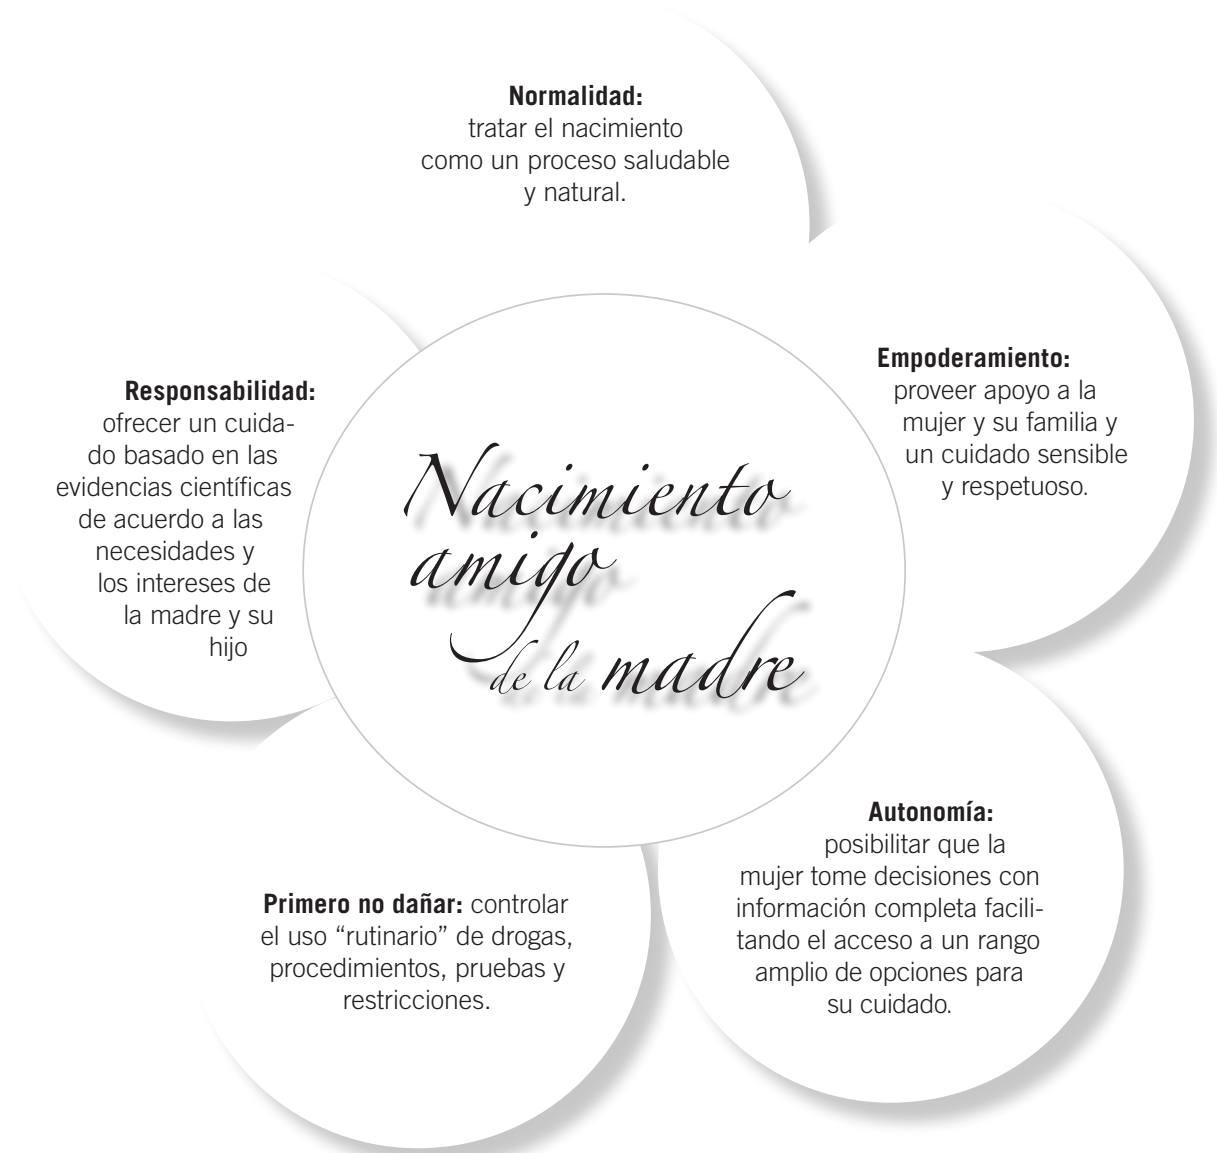 Normalidad:
tratar el nacimiento
como un proceso saludable
y natural.
Empoderamiento:
proveer apoyo a la
mujer y su familia y
un cuidado sensible
y respetuoso.
Responsabilidad:
ofrecer un cuida-
do basado en las
evidencias científicas
de acuerdo a las
necesidades y
los intereses de
la madre y su
hijo
Nacimiento
amigo
de la madre
Autonomía:
posibilitar que la
mujer tome decisiones con
información completa facili-
tando el acceso a un rango
amplio de opciones para
su cuidado.
Primero no dañar: controlar
el uso “rutinario” de drogas,
procedimientos, pruebas y
restricciones.